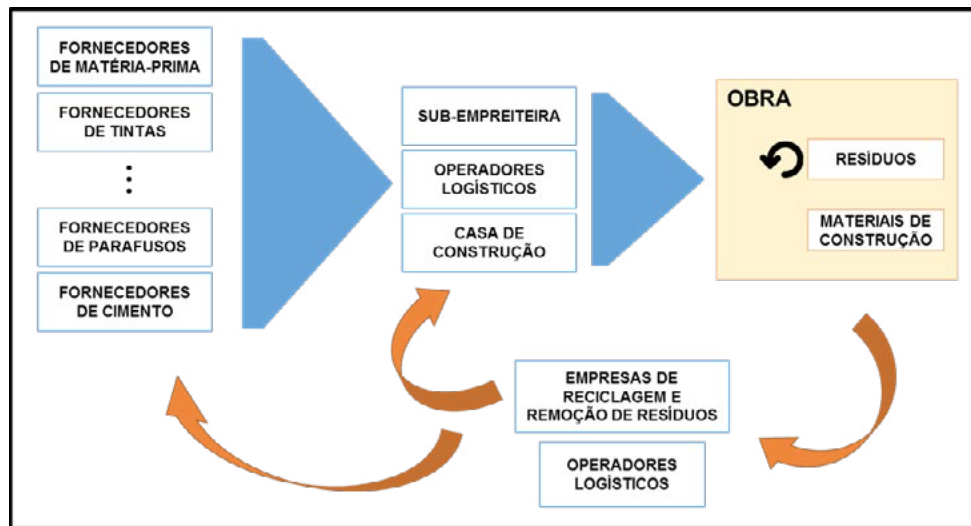 FORNECEDORES
DE MATÉRIA-PRIMA
FORNECEDORES
DE TINTAS
FORNECEDORES
DE PARAFUSOS
FORNECEDORES
DE CIMENTO
SUB-EMPREITEIRA
OPERADORES
LOGÍSTICOS
CASA DE
CONSTRUÇÃO
OBRA
RESÍDUOS
MATERIAIS DE
CONSTRUÇÃO
EMPRESAS DE
RECICLAGEM E
REMOÇÃO DE RESÍDUOS
OPERADORES
LOGÍSTICOS